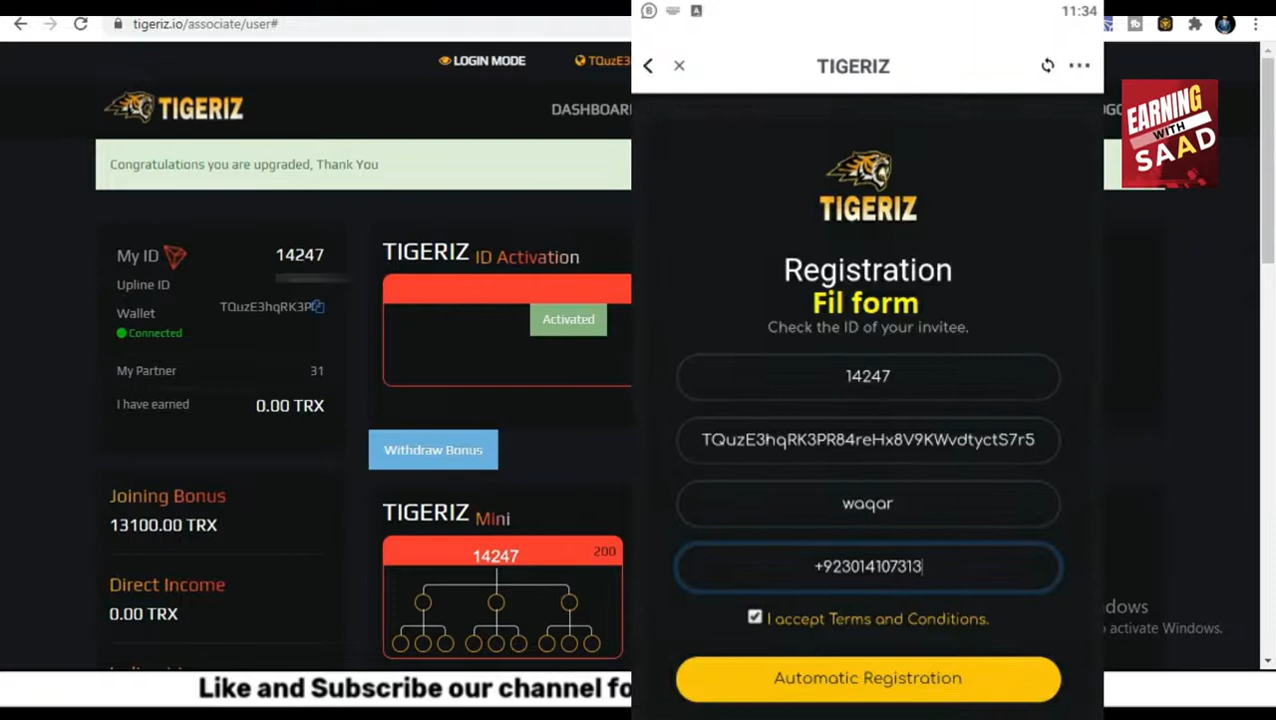 tigeriz.io/associate/user#
LOGIN MODE
TQuzE3
TIGERIZ
DASHBOAR
Congratulations you are upgraded, Thank You
My ID
14247
Upline ID
Wallet
TQuzE3hqRK3P
Connected
My Partner
31
I have earned
0.00 TRX
Joining Bonus
13100.00 TRX
Direct Income
0.00 TRX
TIGERIZ ID Activation
Activated
Withdraw Bonus
TIGERIZ Mini
14247
200
11:34
TIGERIZ
TIGERIZ
Registration
Fil form
Check the ID of your invitee.
14247
TQuzE3hqRK3PR84reHx8V9KWvdtyctS7r5
waqar
+923014107313
I accept Terms and Conditions.
Automatic Registration
EARNING
WITH
SAAD
dows
activate Windows.
Like and Subscribe our channel fo